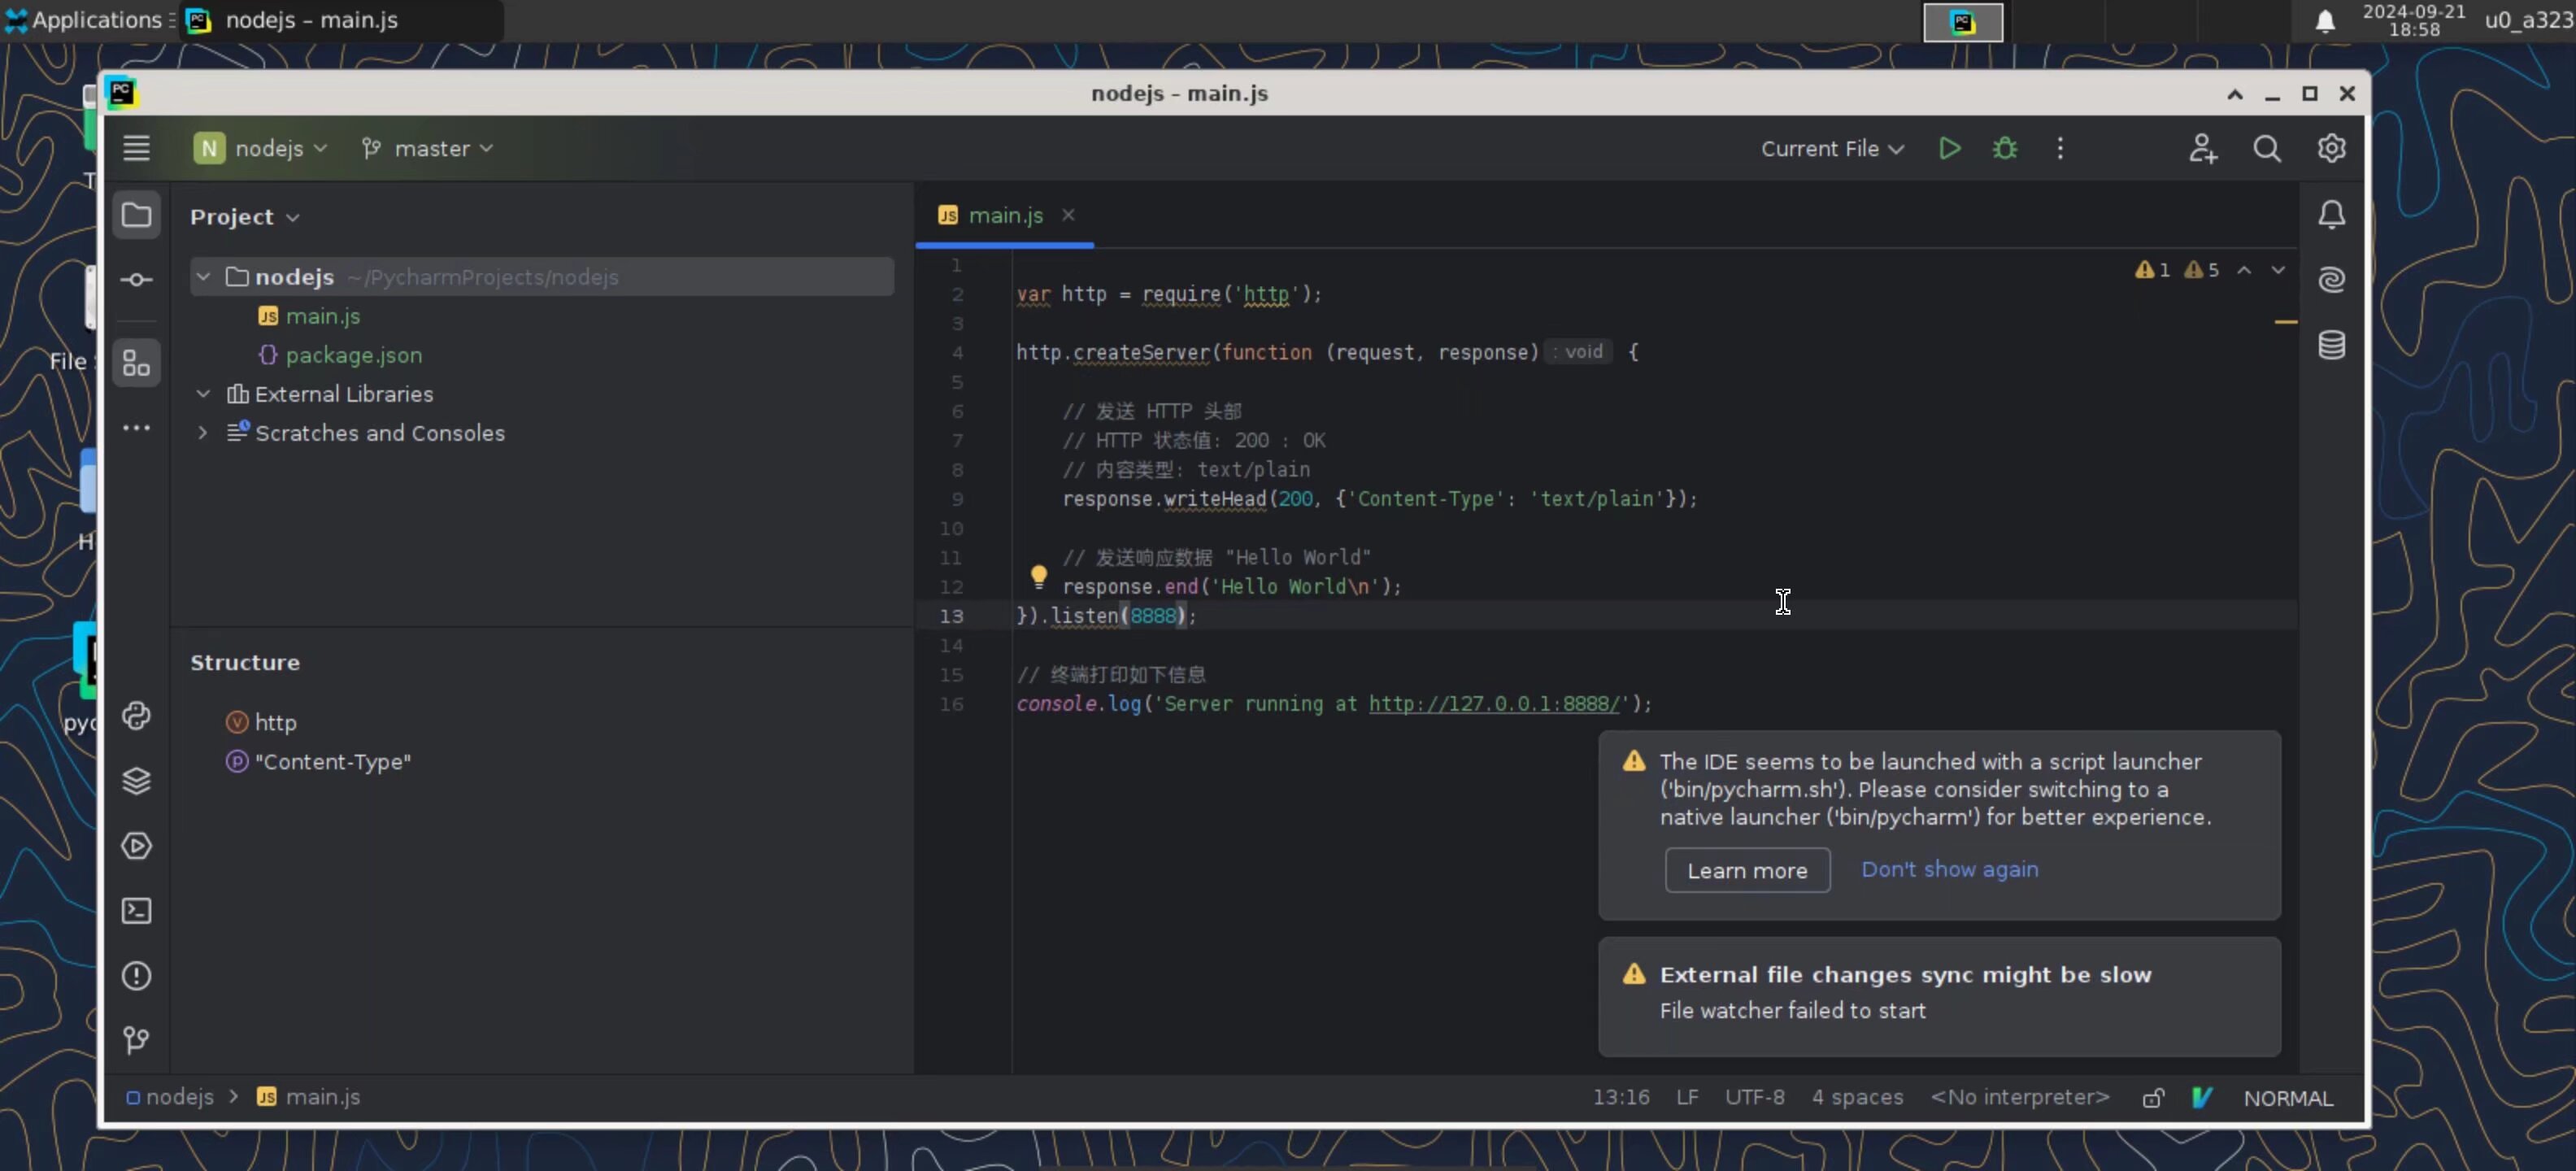 Applications
nodejs – main.js
2024-09-21
18:58
u0_a323
nodejs – main.js
N nodejs
master
Current File
Project
main.js
nodejs ~/PycharmProjects/nodejs
main.js
package.json
External Libraries
Scratches and Consoles
File
Structure
http
"Content-Type"
1 5
1
2 var http = require('http');
3
4 http.createServer(function (request, response) : void {
5
6 // 发送 HTTP 头部
7 // HTTP 状态值: 200 : OK
8 // 内容类型: text/plain
9 response.writeHead(200, {'Content-Type': 'text/plain'});
10
11 // 发送响应数据 "Hello World"
12 response.end('Hello World\n');
13 }).listen(8888);
14
15 // 终端打印如下信息
16 console.log('Server running at http://127.0.0.1:8888/');
The IDE seems to be launched with a script launcher
('bin/pycharm.sh'). Please consider switching to a
native launcher ('bin/pycharm') for better experience.
Learn more Don't show again
External file changes sync might be slow
File watcher failed to start
nodejs > main.js
13:16 LF UTF-8 4 spaces <No interpreter> NORMAL